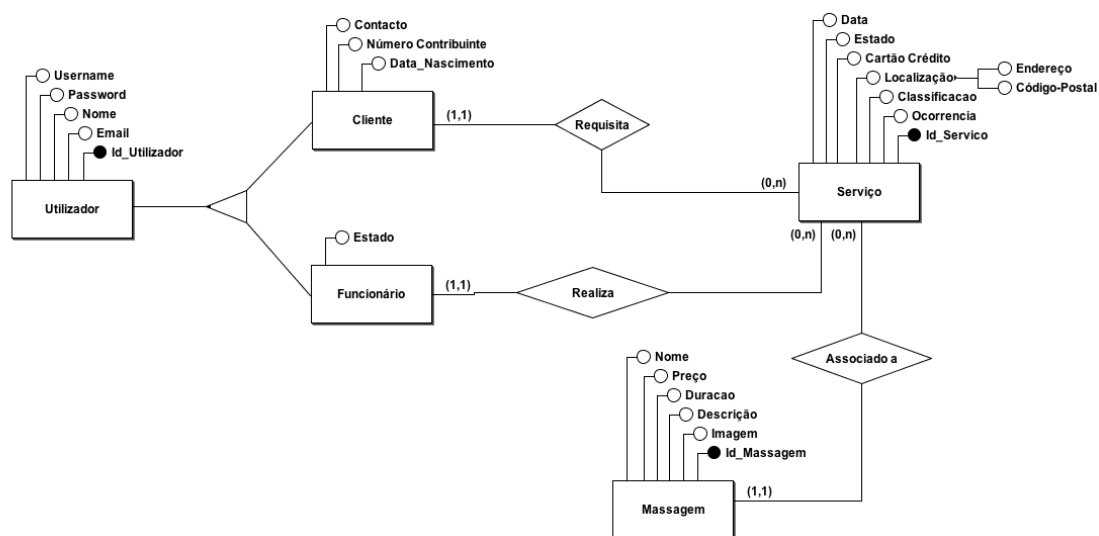 Contacto
Número Contribuinte
Data_Nascimento
Cliente
(1,1)
Requisita
Data
Estado
Cartão Crédito
Localização
Endereço
Código-Postal
Classificacao
Ocorrencia
Id_Servico
(0,n)
Serviço
(0,n)
(0,n)
Username
Password
Nome
Email
Id_Utilizador
Utilizador
Estado
Funcionário
(1,1)
Realiza
Associado a
Nome
Preço
Duracao
Descrição
Imagem
Id_Massagem
Massagem
(1,1)